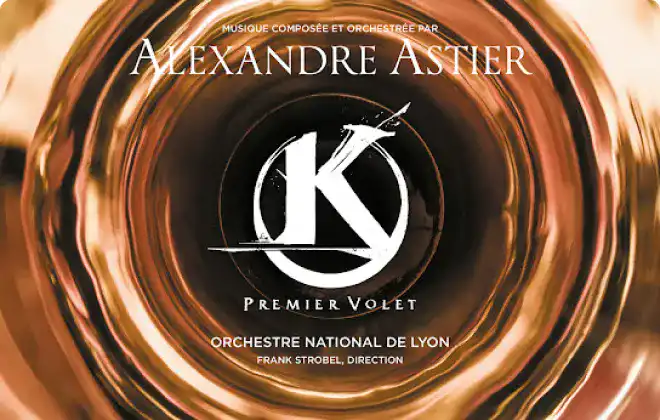 MUSIQUE COMPOSÉE ET ORCHESTRÉE PAR
ALEXANDRE ASTIER
K
PREMIER VOLET
ORCHESTRE NATIONAL DE LYON
FRANK STROBEL, DIRECTION